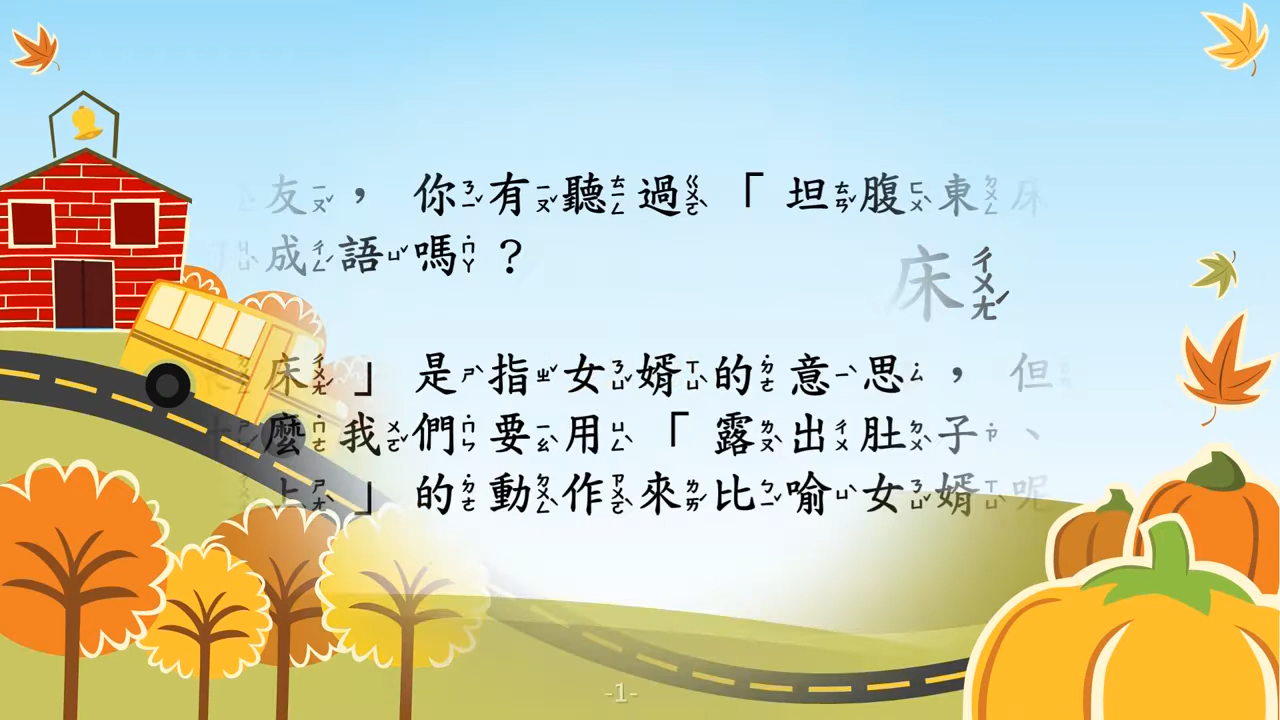 友，你有聽過「坦腹東床
成語嗎？
床
床」是指女婿的意思，但
麼我們要用「露出肚子、
上」的動作來比喻女婿呢
-1-